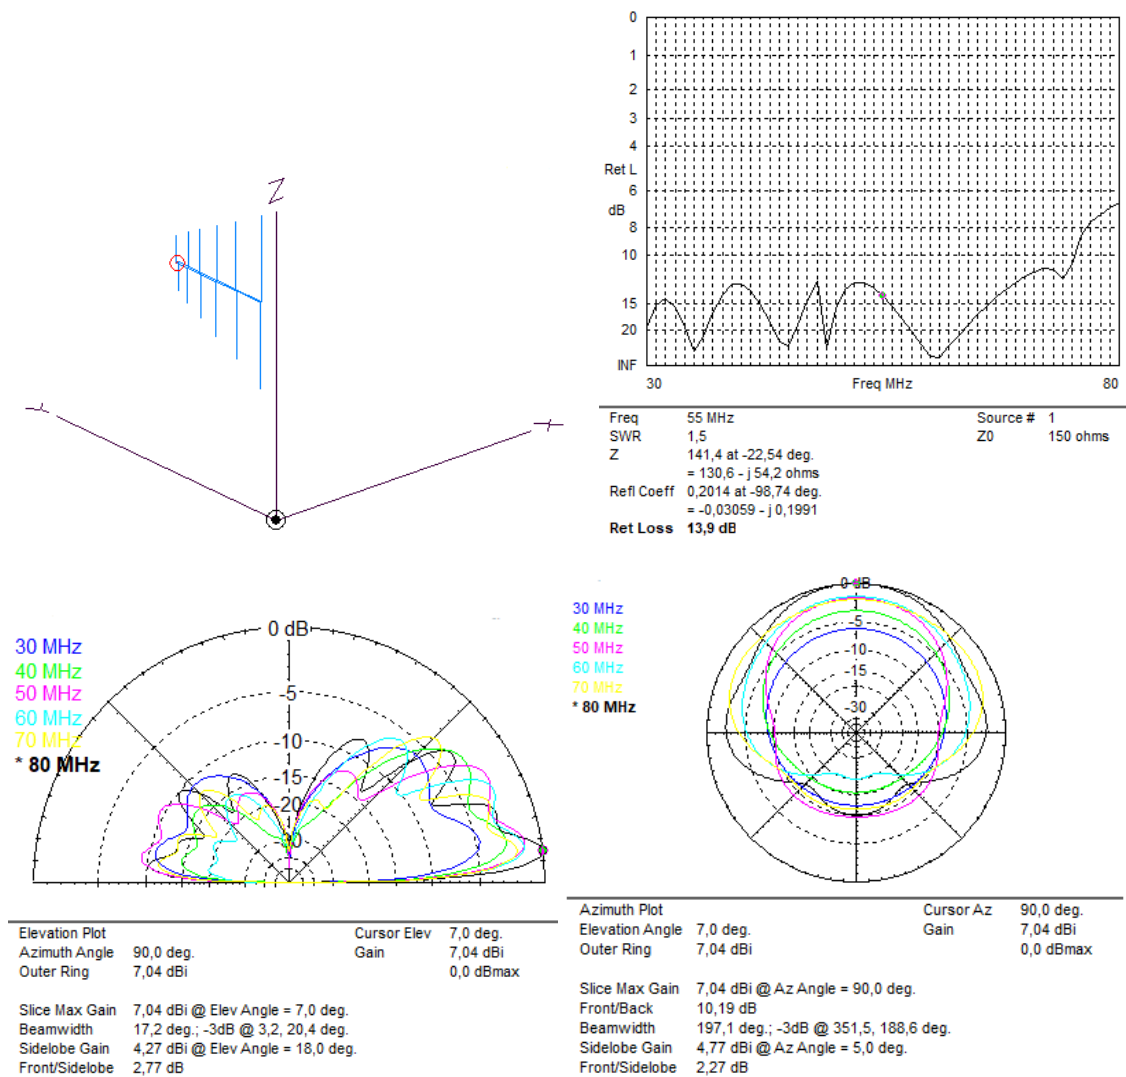 Z
Y
X
0
1
2
3
4
Ret L
6
dB
8
10
15
20
INF
30
Freq MHz
80
Freq 55 MHz Source # 1
SWR 1,5 Z0 150 ohms
Z 141,4 at -22,54 deg.
= 130,6 - j 54,2 ohms
Refl Coeff 0,2014 at -98,74 deg.
= -0,03059 - j 0,1991
Ret Loss 13,9 dB
0 dB
-5
-10
-15
-20
-30
30 MHz
40 MHz
50 MHz
60 MHz
70 MHz
* 80 MHz
Elevation Plot Cursor Elev 7,0 deg.
Azimuth Angle 90,0 deg. Gain 7,04 dBi
Outer Ring 7,04 dBi 0,0 dBmax
Slice Max Gain 7,04 dBi @ Elev Angle = 7,0 deg.
Beamwidth 17,2 deg.; -3dB @ 3,2, 20,4 deg.
Sidelobe Gain 4,27 dBi @ Elev Angle = 18,0 deg.
Front/Sidelobe 2,77 dB
0 dB
-5
-10
-15
-30
30 MHz
40 MHz
50 MHz
60 MHz
70 MHz
* 80 MHz
Azimuth Plot Cursor Az 90,0 deg.
Elevation Angle 7,0 deg. Gain 7,04 dBi
Outer Ring 7,04 dBi 0,0 dBmax
Slice Max Gain 7,04 dBi @ Az Angle = 90,0 deg.
Front/Back 10,19 dB
Beamwidth 197,1 deg.; -3dB @ 351,5, 188,6 deg.
Sidelobe Gain 4,77 dBi @ Az Angle = 5,0 deg.
Front/Sidelobe 2,27 dB